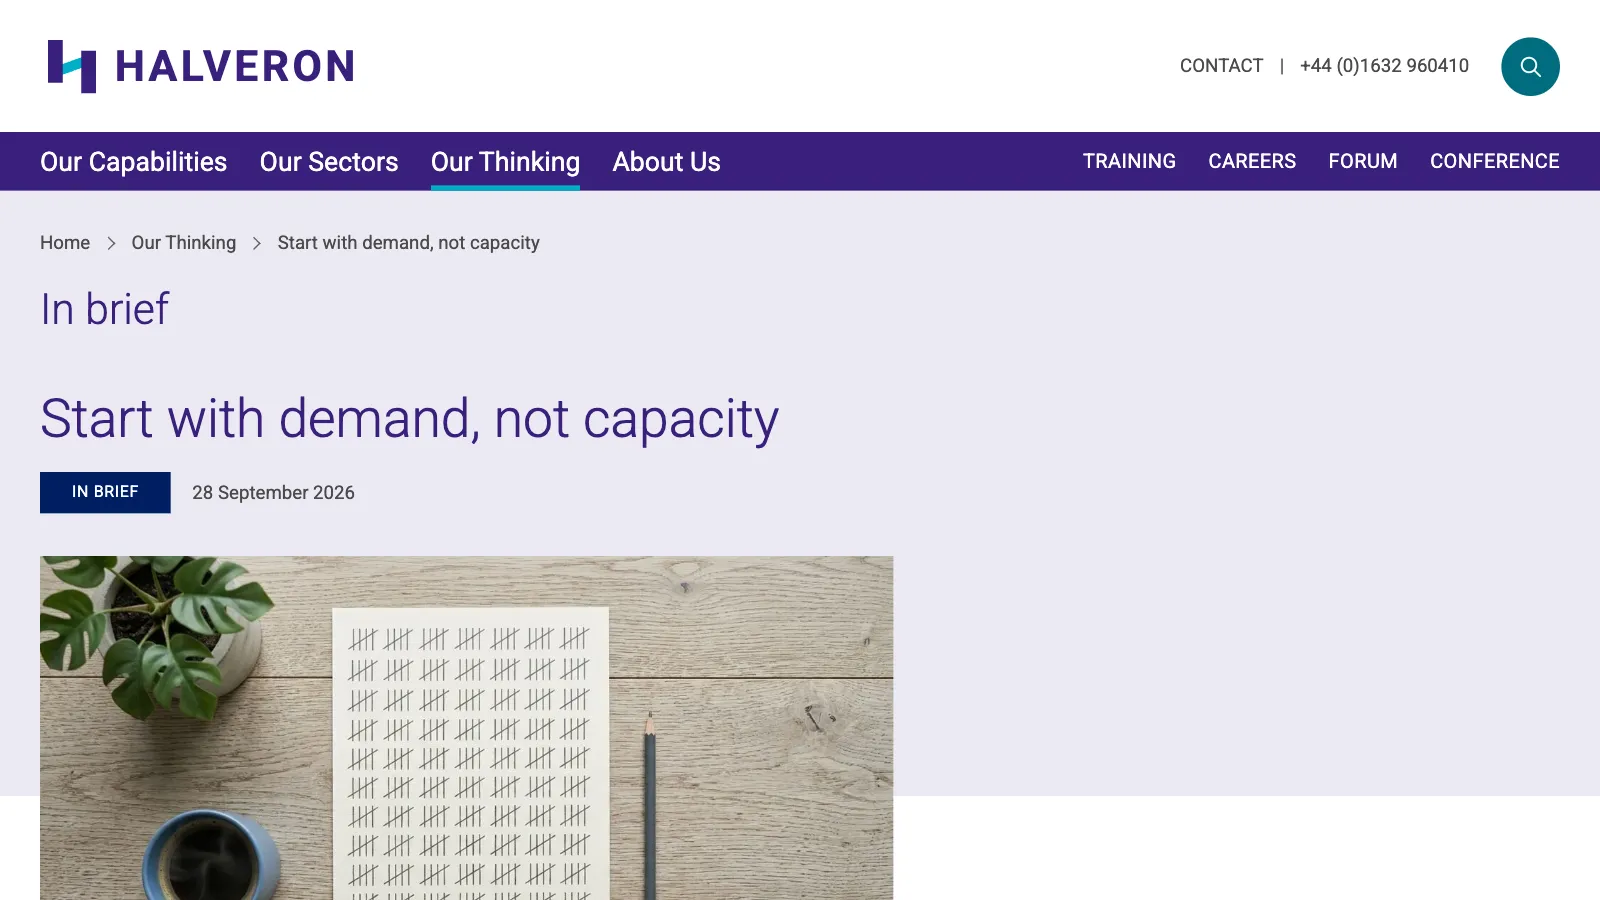 HALVERON
CONTACT | +44 (0)1632 960410
Our Capabilities Our Sectors Our Thinking About Us TRAINING CAREERS FORUM CONFERENCE
Home > Our Thinking > Start with demand, not capacity
In brief
Start with demand, not capacity
IN BRIEF 28 September 2026